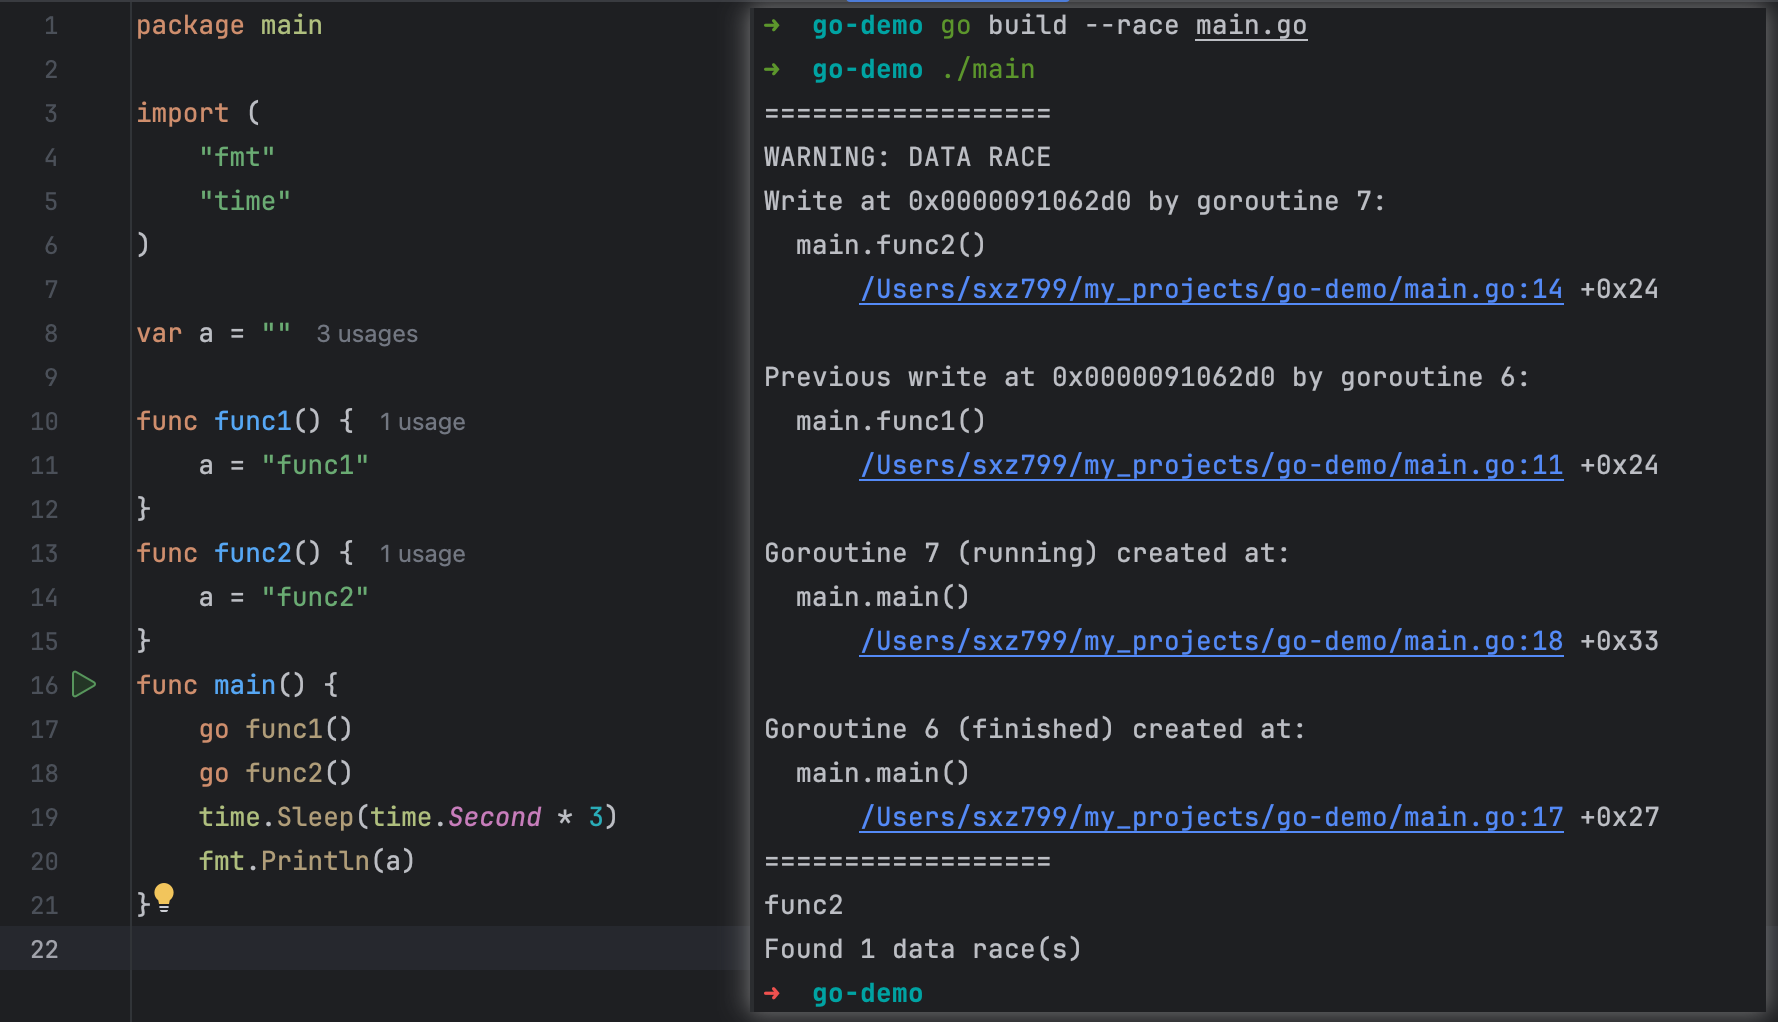 1 package main
2
3 import (
4     "fmt"
5     "time"
6 )
7
8 var a = "" 3 usages
9
10 func func1() { 1 usage
11     a = "func1"
12 }
13 func func2() { 1 usage
14     a = "func2"
15 }
16 func main() {
17     go func1()
18     go func2()
19     time.Sleep(time.Second * 3)
20     fmt.Println(a)
21 }
22
➜  go-demo go build --race main.go
➜  go-demo ./main
==================
WARNING: DATA RACE
Write at 0x0000091062d0 by goroutine 7:
  main.func2()
      /Users/sxz799/my_projects/go-demo/main.go:14 +0x24

Previous write at 0x0000091062d0 by goroutine 6:
  main.func1()
      /Users/sxz799/my_projects/go-demo/main.go:11 +0x24

Goroutine 7 (running) created at:
  main.main()
      /Users/sxz799/my_projects/go-demo/main.go:18 +0x33

Goroutine 6 (finished) created at:
  main.main()
      /Users/sxz799/my_projects/go-demo/main.go:17 +0x27
==================
func2
Found 1 data race(s)
➜  go-demo